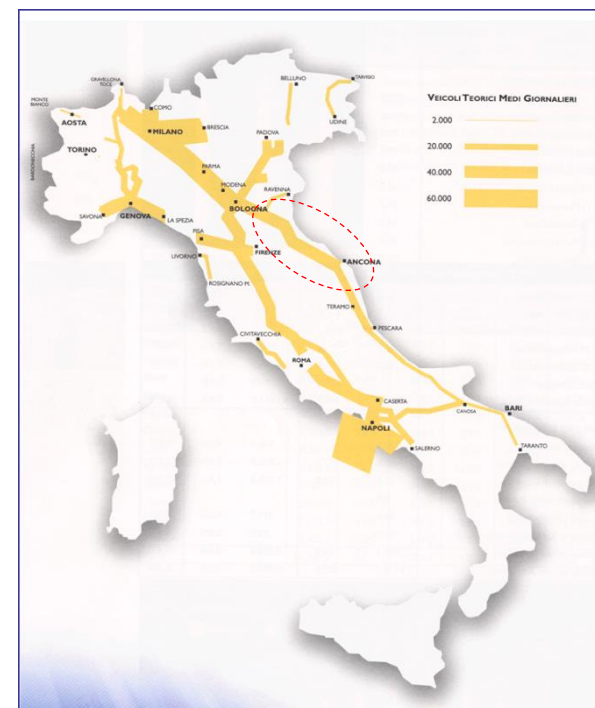 VEICOLI TEORICI MEDI GIORNALIERI
2.000
20.000
40.000
60.000
GRAVELLONA
TOCE
COMO
BELLUNO
TARVISIO
MONTE
BIANCO
AOSTA
MILANO
BRESCIA
UDINE
PADOVA
TORINO
BARDONECCHIA
PARMA
MODENA
RAVENNA
BOLOGNA
SAVONA
GENOVA
LA SPEZIA
PISA
FIRENZE
LIVORNO
ANCONA
ROSIGNANO M.
TERAMO
PESCARA
CIVITAVECCHIA
ROMA
CASERTA
CANOSA
BARI
NAPOLI
SALERNO
TARANTO